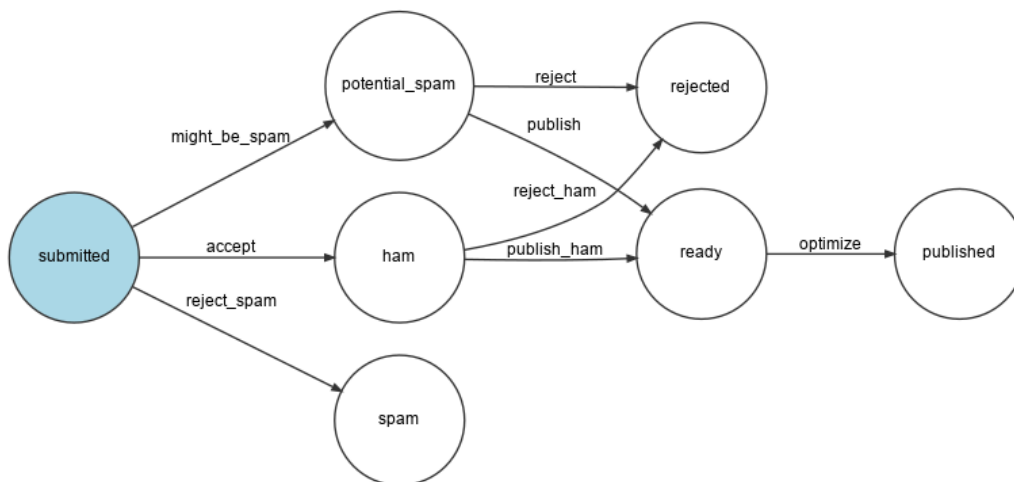 potential_spam
reject
rejected
might_be_spam
publish
reject_ham
submitted
accept
ham
publish_ham
ready
optimize
published
reject_spam
spam